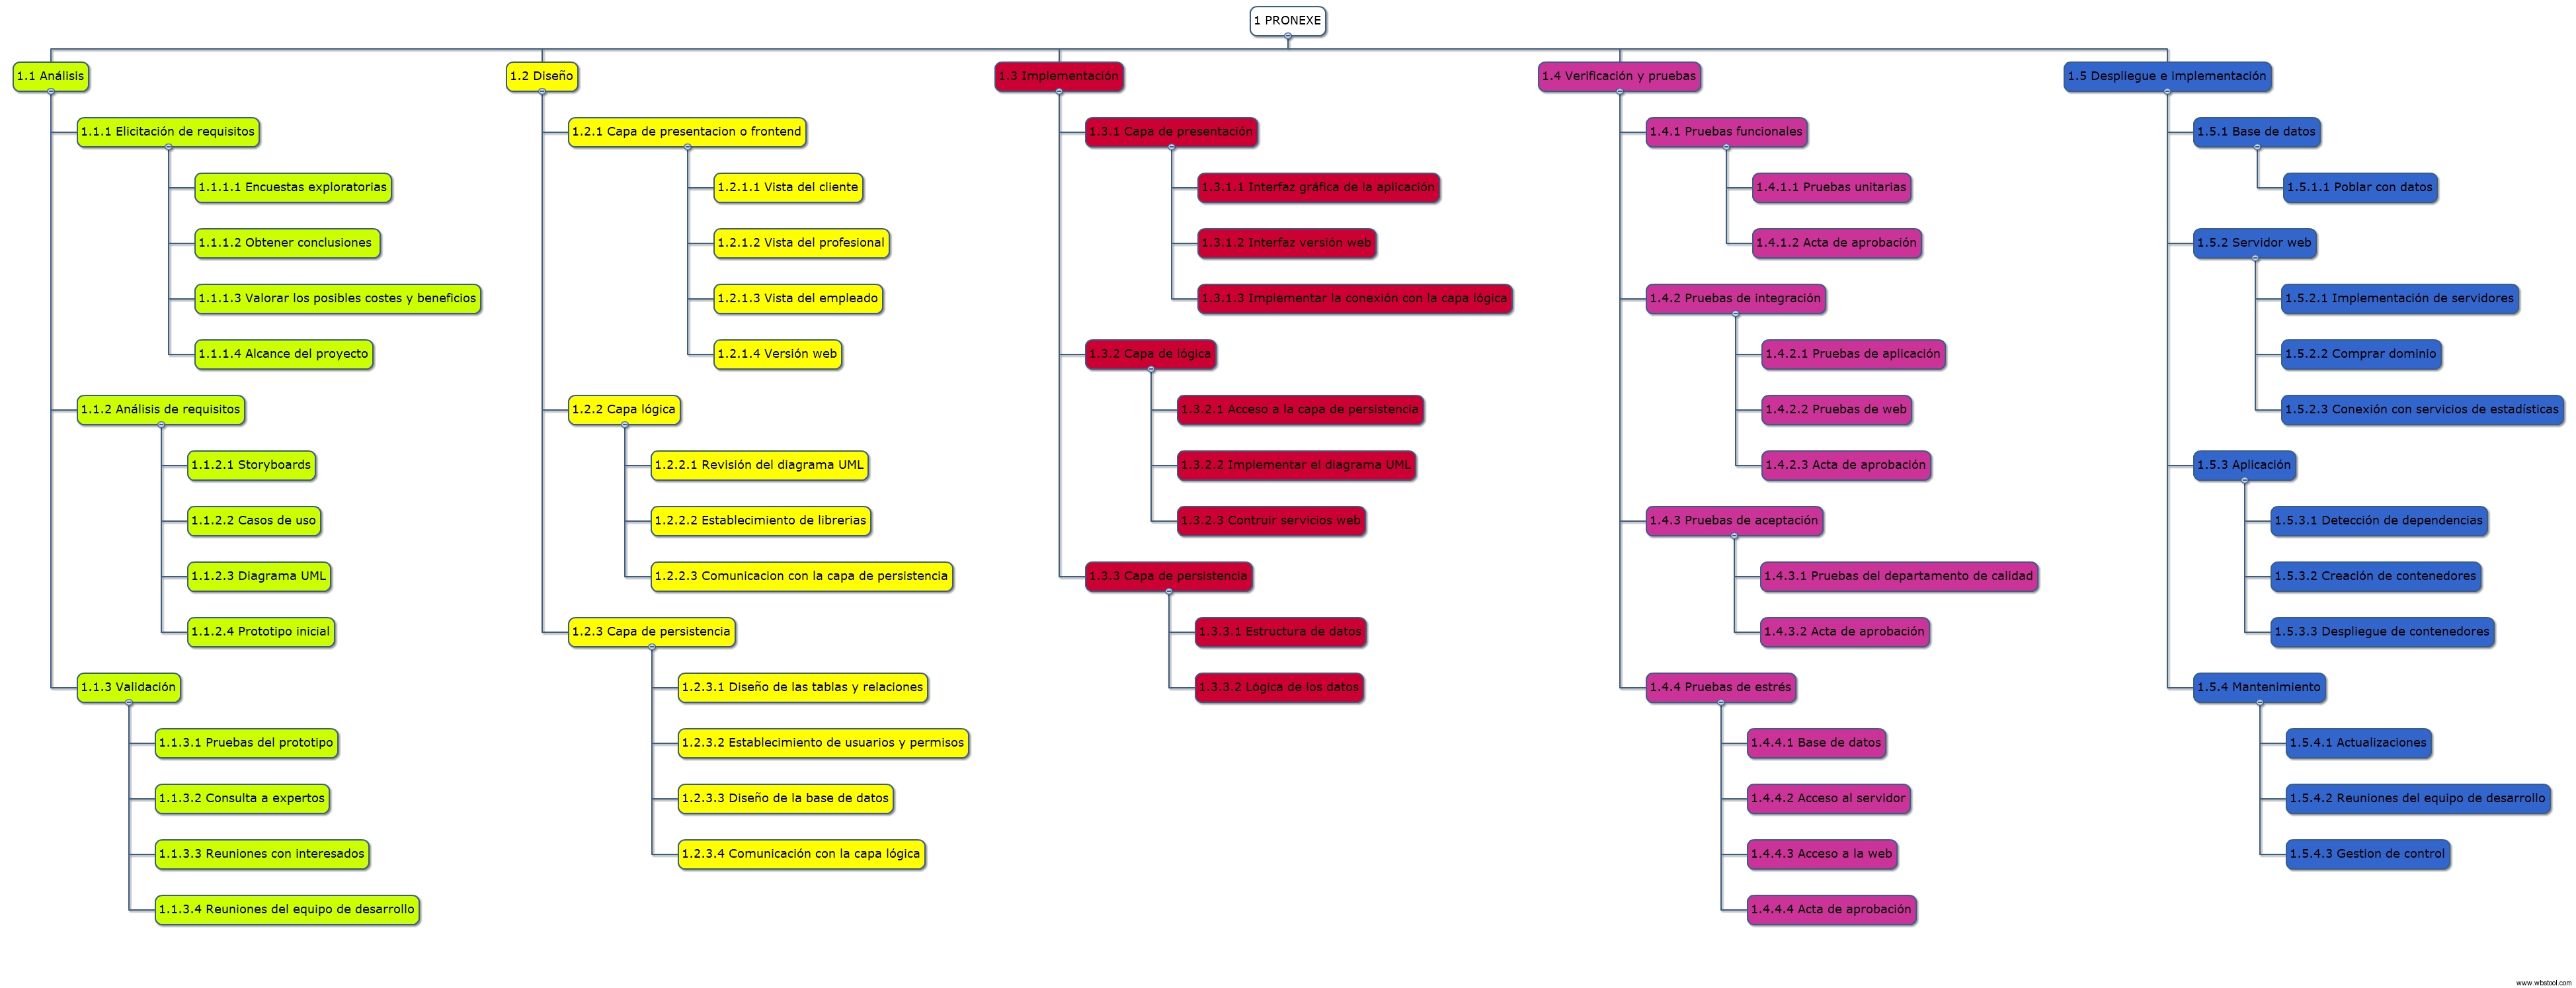 1 PRONEXE
1.1 Análisis
1.1.1 Elicitación de requisitos
1.1.1.1 Encuestas exploratorias
1.1.1.2 Obtener conclusiones
1.1.1.3 Valorar los posibles costes y beneficios
1.1.1.4 Alcance del proyecto
1.1.2 Análisis de requisitos
1.1.2.1 Storyboards
1.1.2.2 Casos de uso
1.1.2.3 Diagrama UML
1.1.2.4 Prototipo inicial
1.1.3 Validación
1.1.3.1 Pruebas del prototipo
1.1.3.2 Consulta a expertos
1.1.3.3 Reuniones con interesados
1.1.3.4 Reuniones del equipo de desarrollo
1.2 Diseño
1.2.1 Capa de presentacion o frontend
1.2.1.1 Vista del cliente
1.2.1.2 Vista del profesional
1.2.1.3 Vista del empleado
1.2.1.4 Versión web
1.2.2 Capa lógica
1.2.2.1 Revisión del diagrama UML
1.2.2.2 Establecimiento de librerias
1.2.2.3 Comunicacion con la capa de persistencia
1.2.3 Capa de persistencia
1.2.3.1 Diseño de las tablas y relaciones
1.2.3.2 Establecimiento de usuarios y permisos
1.2.3.3 Diseño de la base de datos
1.2.3.4 Comunicación con la capa lógica
1.3 Implementación
1.3.1 Capa de presentación
1.3.1.1 Interfaz gráfica de la aplicación
1.3.1.2 Interfaz versión web
1.3.1.3 Implementar la conexión con la capa lógica
1.3.2 Capa de lógica
1.3.2.1 Acceso a la capa de persistencia
1.3.2.2 Implementar el diagrama UML
1.3.2.3 Contruir servicios web
1.3.3 Capa de persistencia
1.3.3.1 Estructura de datos
1.3.3.2 Lógica de los datos
1.4 Verificación y pruebas
1.4.1 Pruebas funcionales
1.4.1.1 Pruebas unitarias
1.4.1.2 Acta de aprobación
1.4.2 Pruebas de integración
1.4.2.1 Pruebas de aplicación
1.4.2.2 Pruebas de web
1.4.2.3 Acta de aprobación
1.4.3 Pruebas de aceptación
1.4.3.1 Pruebas del departamento de calidad
1.4.3.2 Acta de aprobación
1.4.4 Pruebas de estrés
1.4.4.1 Base de datos
1.4.4.2 Acceso al servidor
1.4.4.3 Acceso a la web
1.4.4.4 Acta de aprobación
1.5 Despliegue e implementación
1.5.1 Base de datos
1.5.1.1 Poblar con datos
1.5.2 Servidor web
1.5.2.1 Implementación de servidores
1.5.2.2 Comprar dominio
1.5.2.3 Conexión con servicios de estadísticas
1.5.3 Aplicación
1.5.3.1 Detección de dependencias
1.5.3.2 Creación de contenedores
1.5.3.3 Despliegue de contenedores
1.5.4 Mantenimiento
1.5.4.1 Actualizaciones
1.5.4.2 Reuniones del equipo de desarrollo
1.5.4.3 Gestion de control
www.wbstool.com